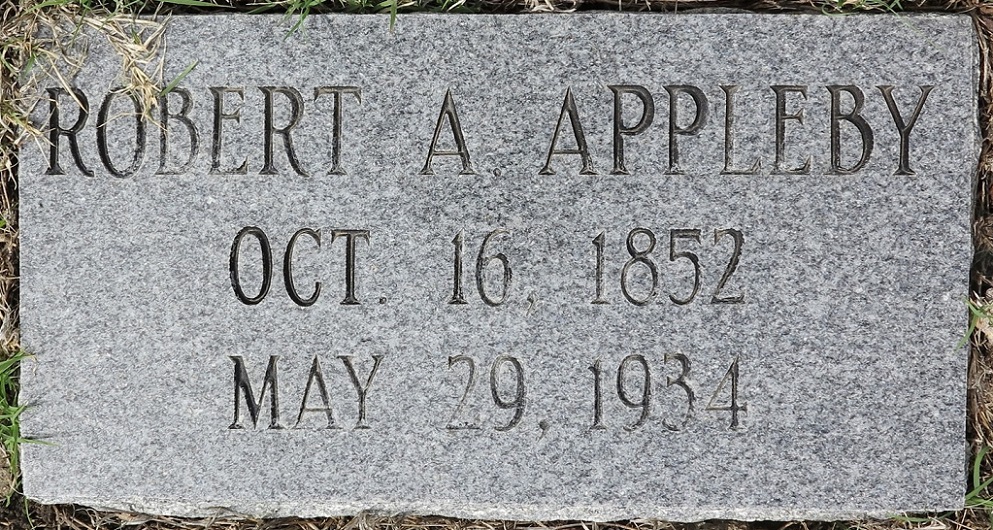 ROBERT A. APPLEBY
OCT. 16, 1852
MAY 29, 1934